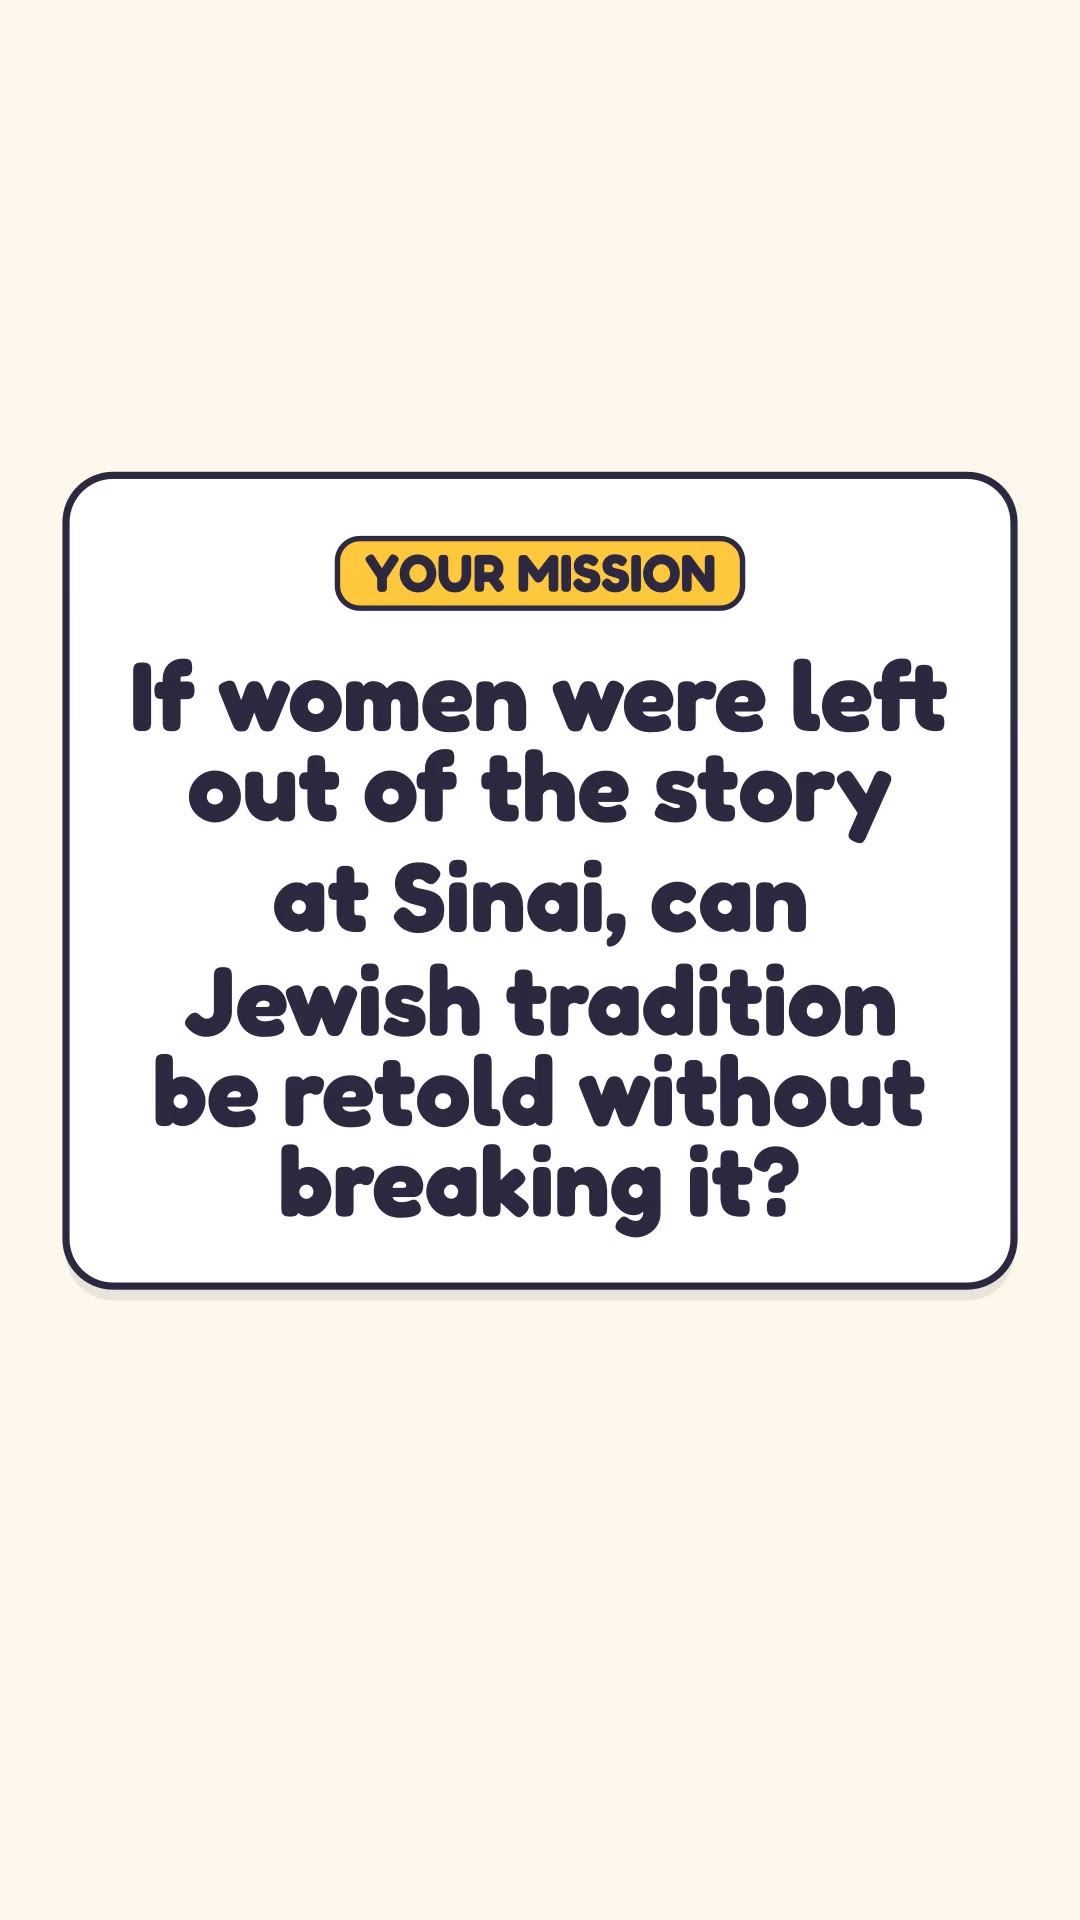 YOUR MISSION
If women were left
out of the story
at Sinai, can
Jewish tradition
be retold without
breaking it?